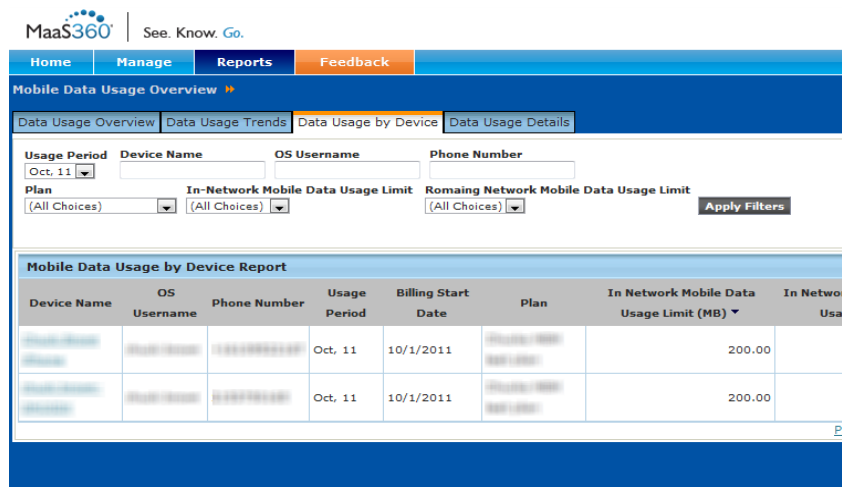 MaaS360 See. Know. Go.
Home Manage Reports Feedback
Mobile Data Usage Overview
Data Usage Overview Data Usage Trends Data Usage by Device Data Usage Details
Usage Period Device Name OS Username Phone Number
Oct, 11
Plan In-Network Mobile Data Usage Limit Romaing Network Mobile Data Usage Limit
(All Choices) (All Choices) (All Choices) Apply Filters
Mobile Data Usage by Device Report
Device Name OS Username Phone Number Usage Period Billing Start Date Plan In Network Mobile Data Usage Limit (MB) In
Oct, 11 10/1/2011 200.00
Oct, 11 10/1/2011 200.00